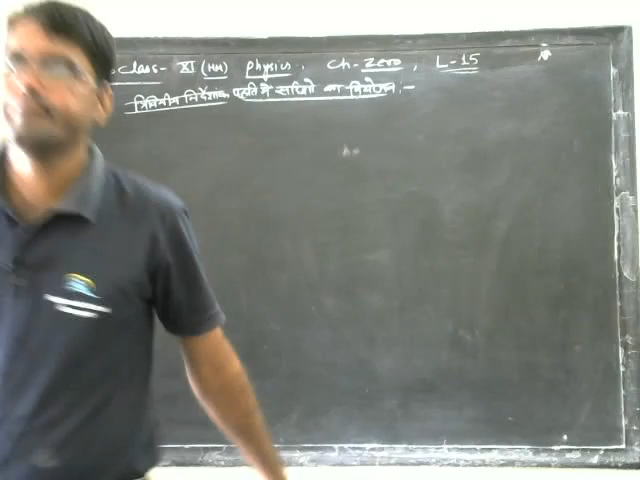 Class- XI (HM) Physics, Ch-Zero, L-15
त्रिविमीय निर्देशांक पद्धति में सदिशों का वियोजन :-